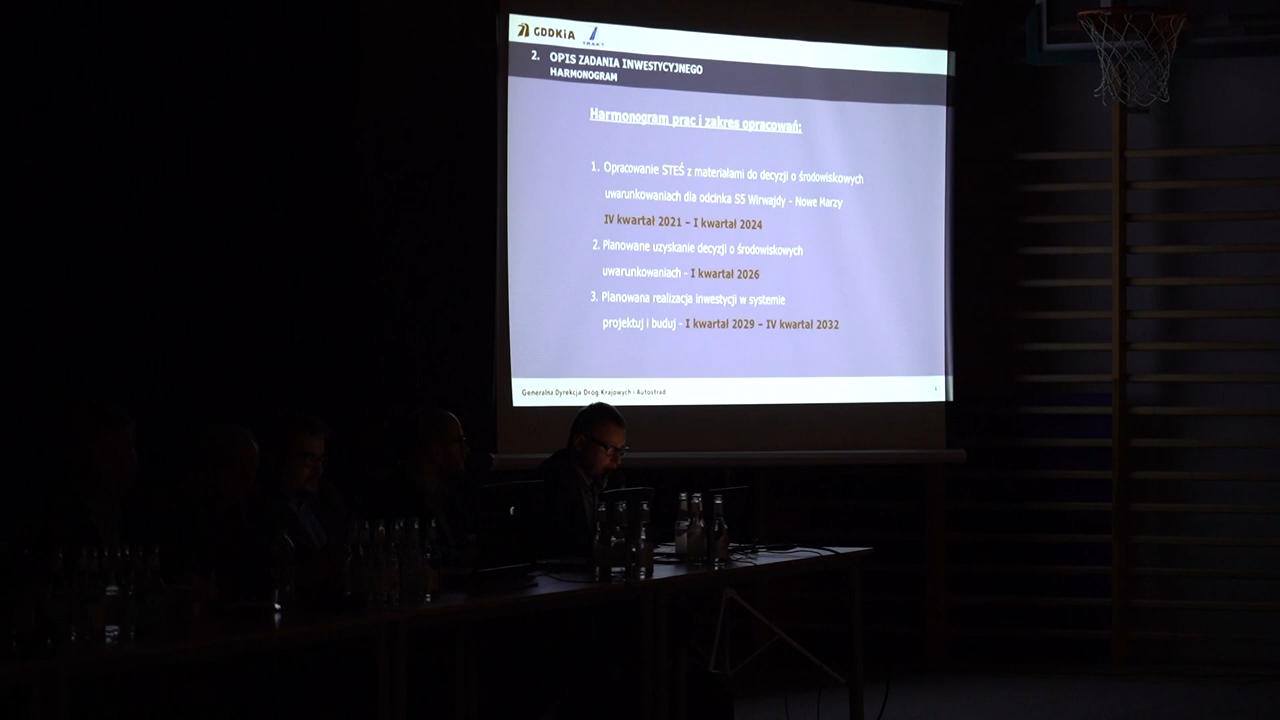 GDDKiA TRAKT
2. OPIS ZADANIA INWESTYCYJNEGO
HARMONOGRAM
Harmonogram prac i zakres opracowań:
1. Opracowanie STEŚ z materiałami do decyzji o środowiskowych
uwarunkowaniach dla odcinka S5 Wirwajdy - Nowe Marzy
IV kwartał 2021 – I kwartał 2024
2. Planowane uzyskanie decyzji o środowiskowych
uwarunkowaniach - I kwartał 2026
3. Planowana realizacja inwestycji w systemie
projektuj i buduj - I kwartał 2029 – IV kwartał 2032
Generalna Dyrekcja Dróg Krajowych i Autostrad